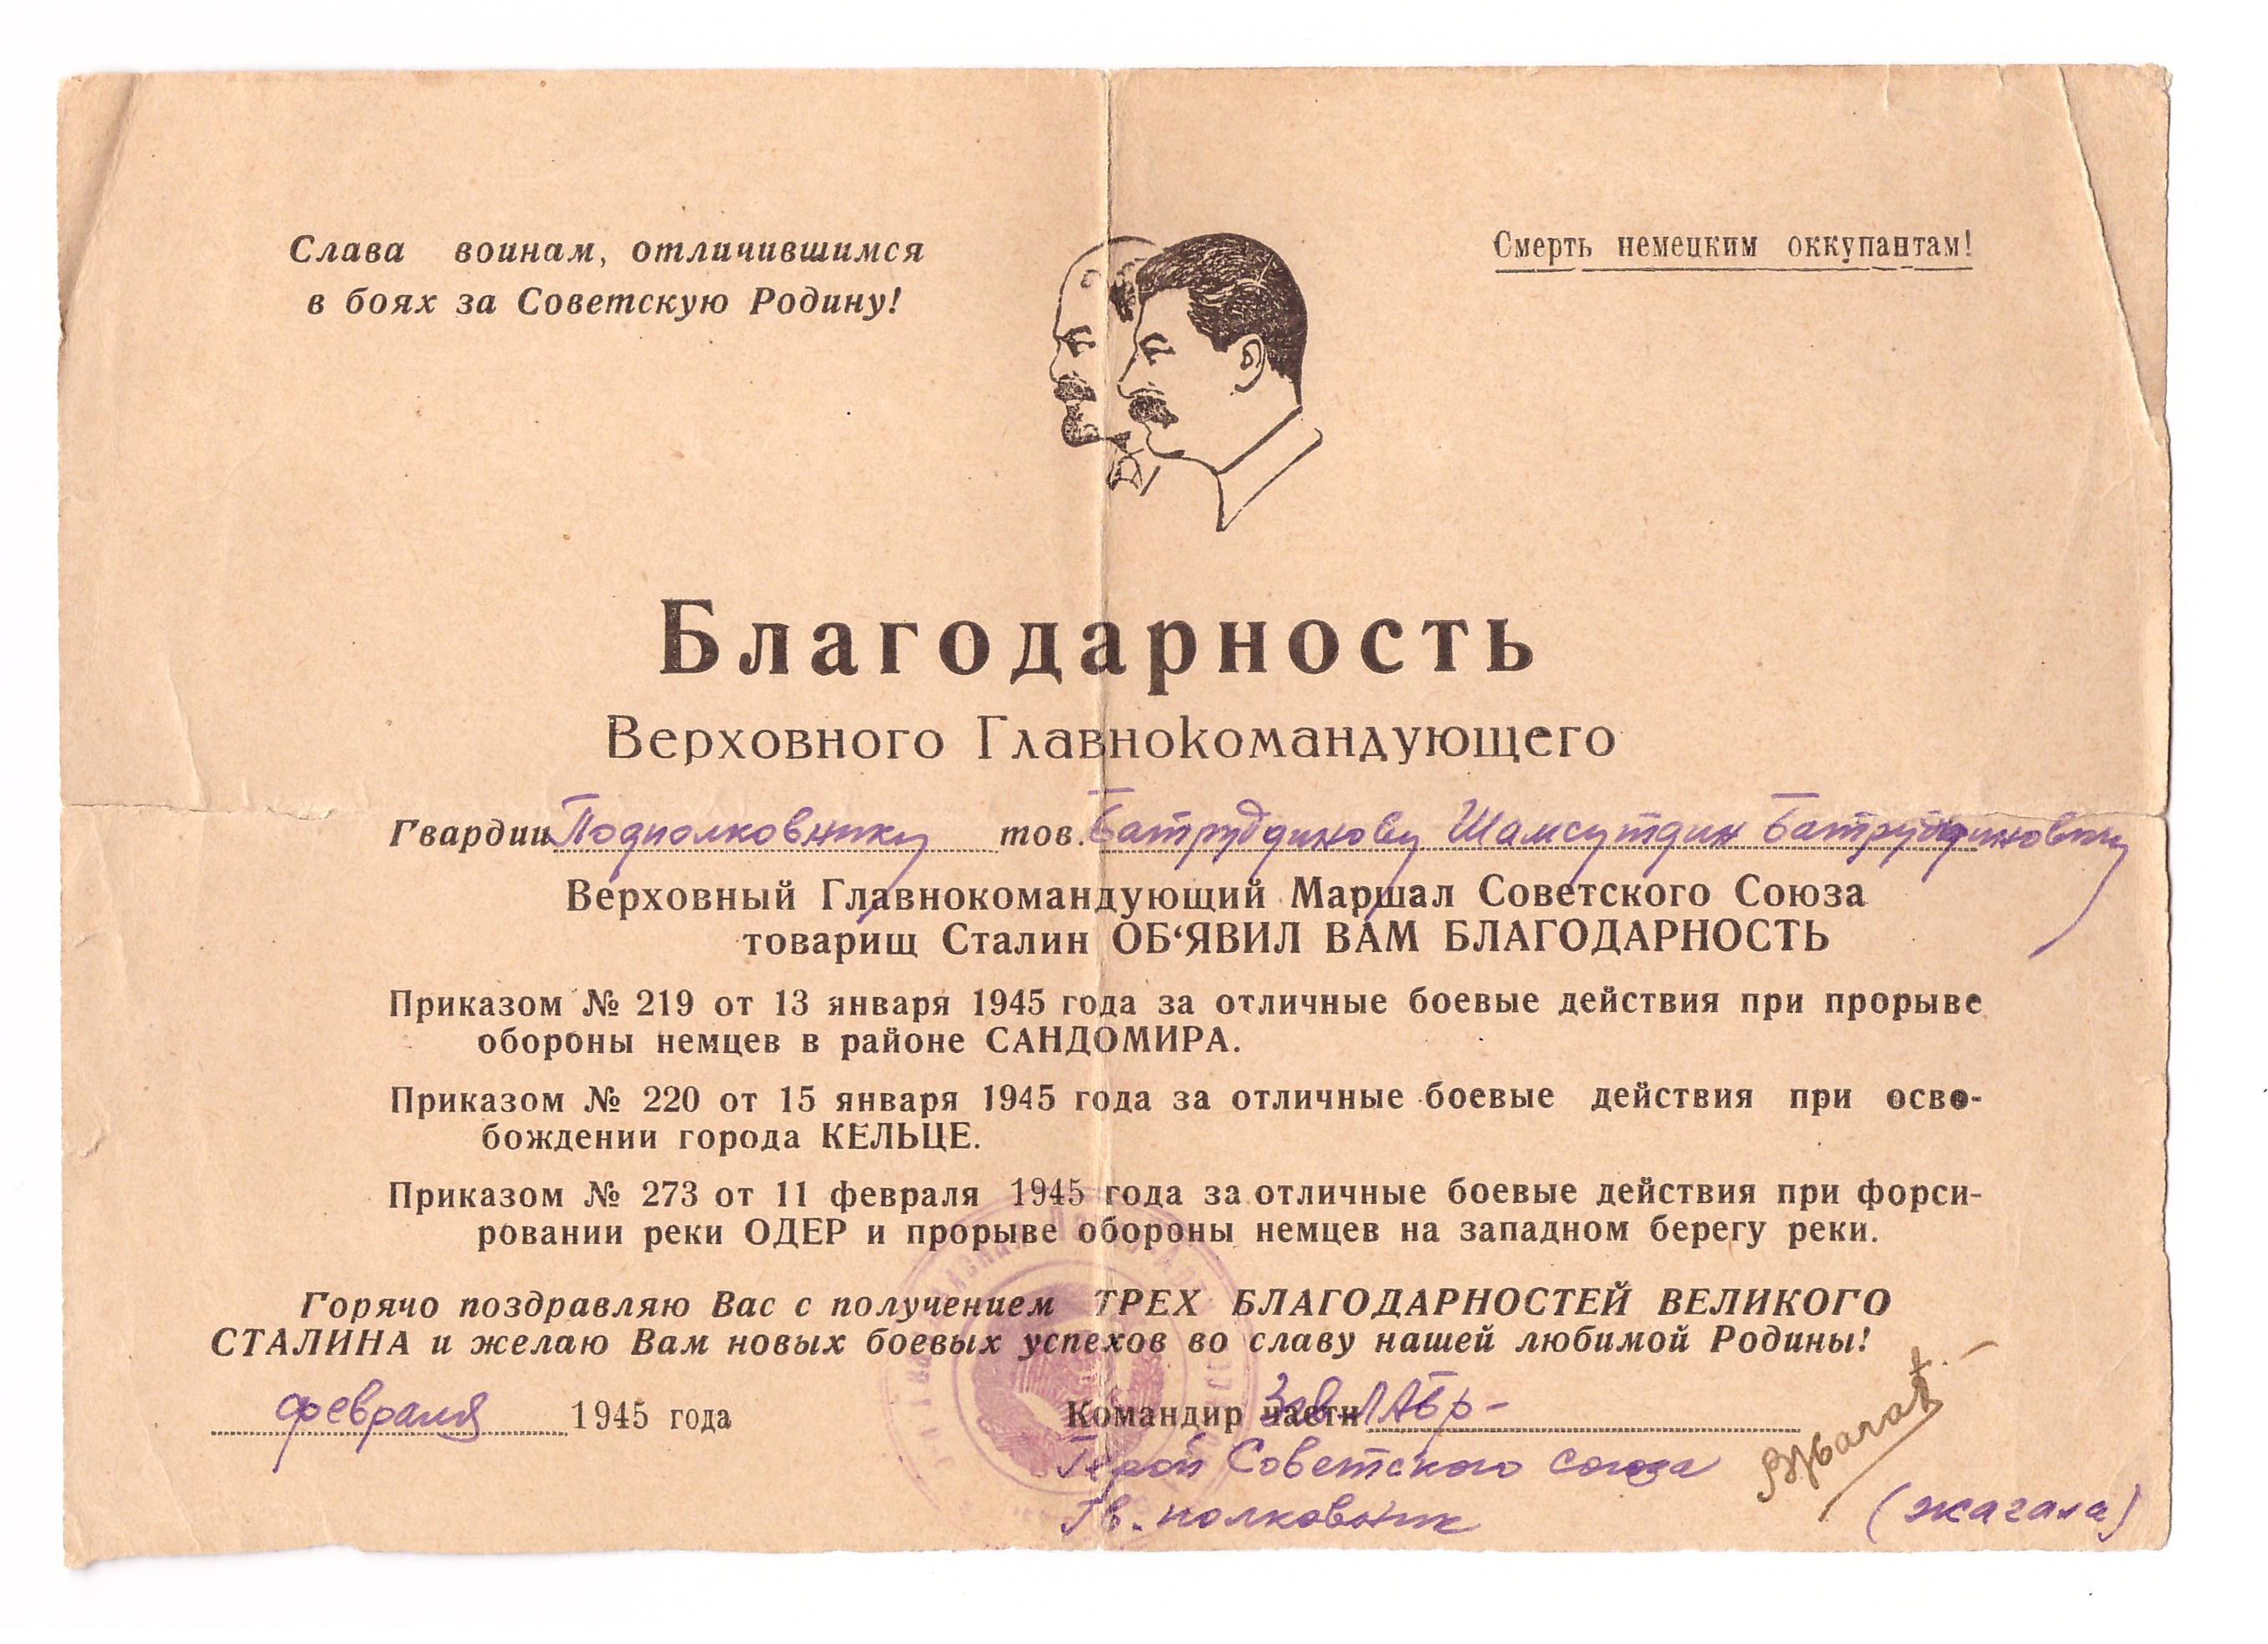 Слава воинам, отличившимся
в боях за Советскую Родину!
Смерть немецким оккупантам!
Благодарность
Верховного Главнокомандующего
Гвардии Подполковнику тов. Батруддинову Шамсутдин Батрутдиновичу
Верховный Главнокомандующий Маршал Советского Союза
товарищ Сталин ОБ‘ЯВИЛ ВАМ БЛАГОДАРНОСТЬ
Приказом № 219 от 13 января 1945 года за отличные боевые действия при прорыве
обороны немцев в районе САНДОМИРА.
Приказом № 220 от 15 января 1945 года за отличные боевые действия при осво-
бождении города КЕЛЬЦЕ.
Приказом № 273 от 11 февраля 1945 года за отличные боевые действия при форси-
ровании реки ОДЕР и прорыве обороны немцев на западном берегу реки.
Горячо поздравляю Вас с получением ТРЕХ БЛАГОДАРНОСТЕЙ ВЕЛИКОГО
СТАЛИНА и желаю Вам новых боевых успехов во славу нашей любимой Родины!
февраля 1945 года
Командир части
Герой Советского Союза
Гв. полковник
(жагала)